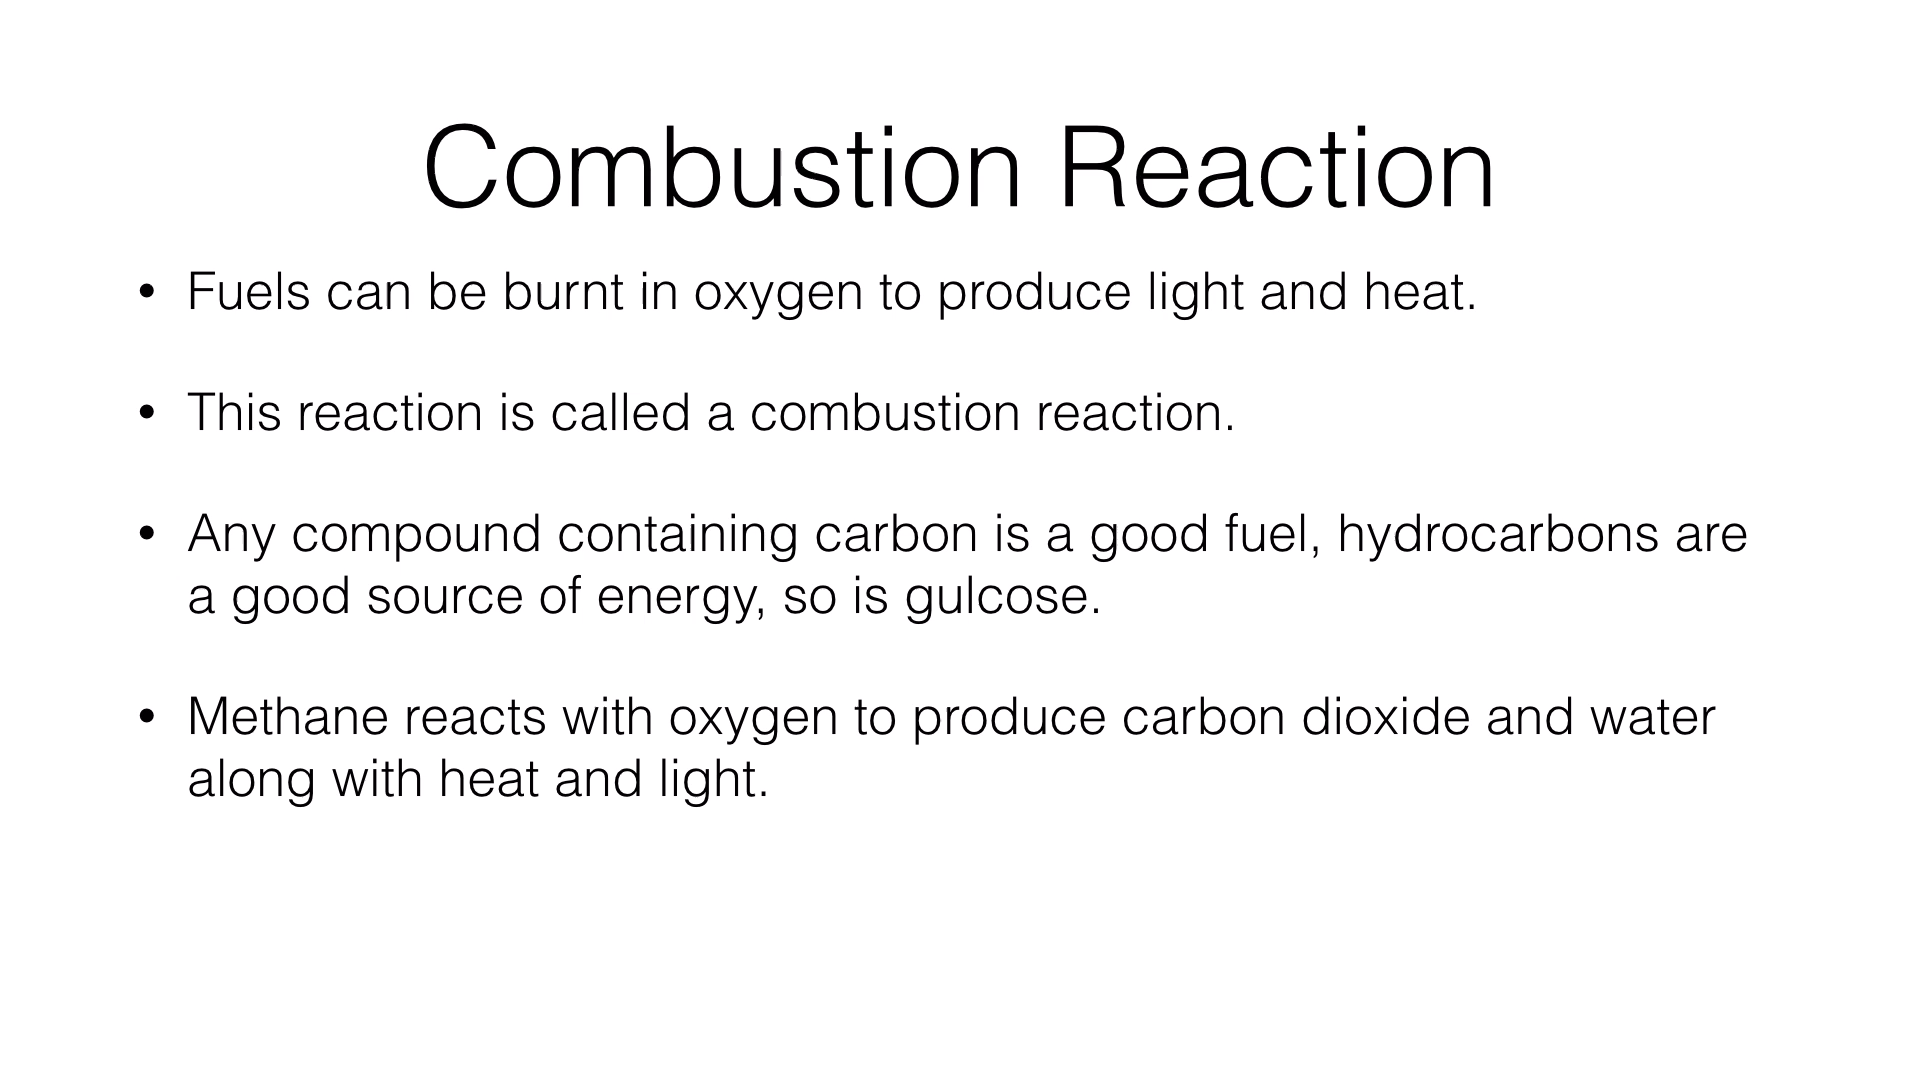 Combustion Reaction
• Fuels can be burnt in oxygen to produce light and heat.
• This reaction is called a combustion reaction.
• Any compound containing carbon is a good fuel, hydrocarbons are
a good source of energy, so is gulcose.
• Methane reacts with oxygen to produce carbon dioxide and water
along with heat and light.